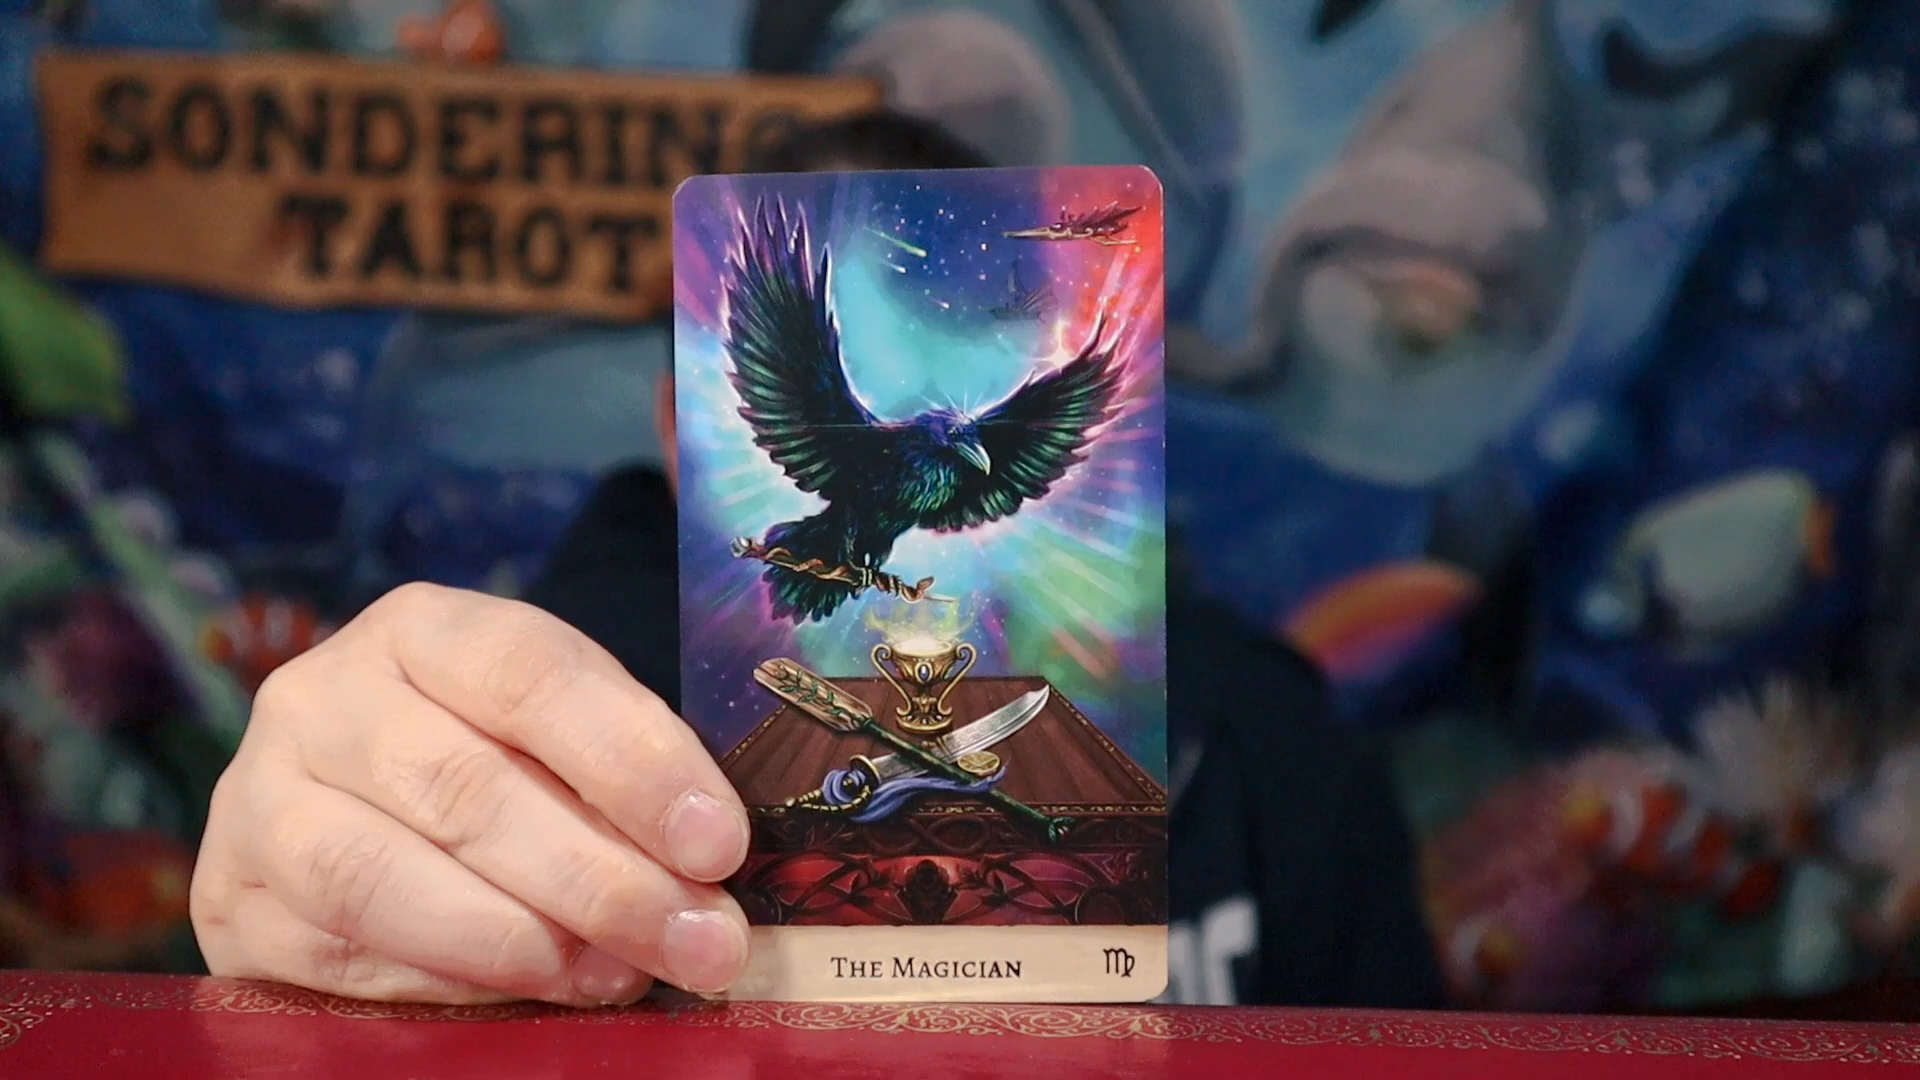 SONDERING
TAROT
THE MAGICIAN ♍